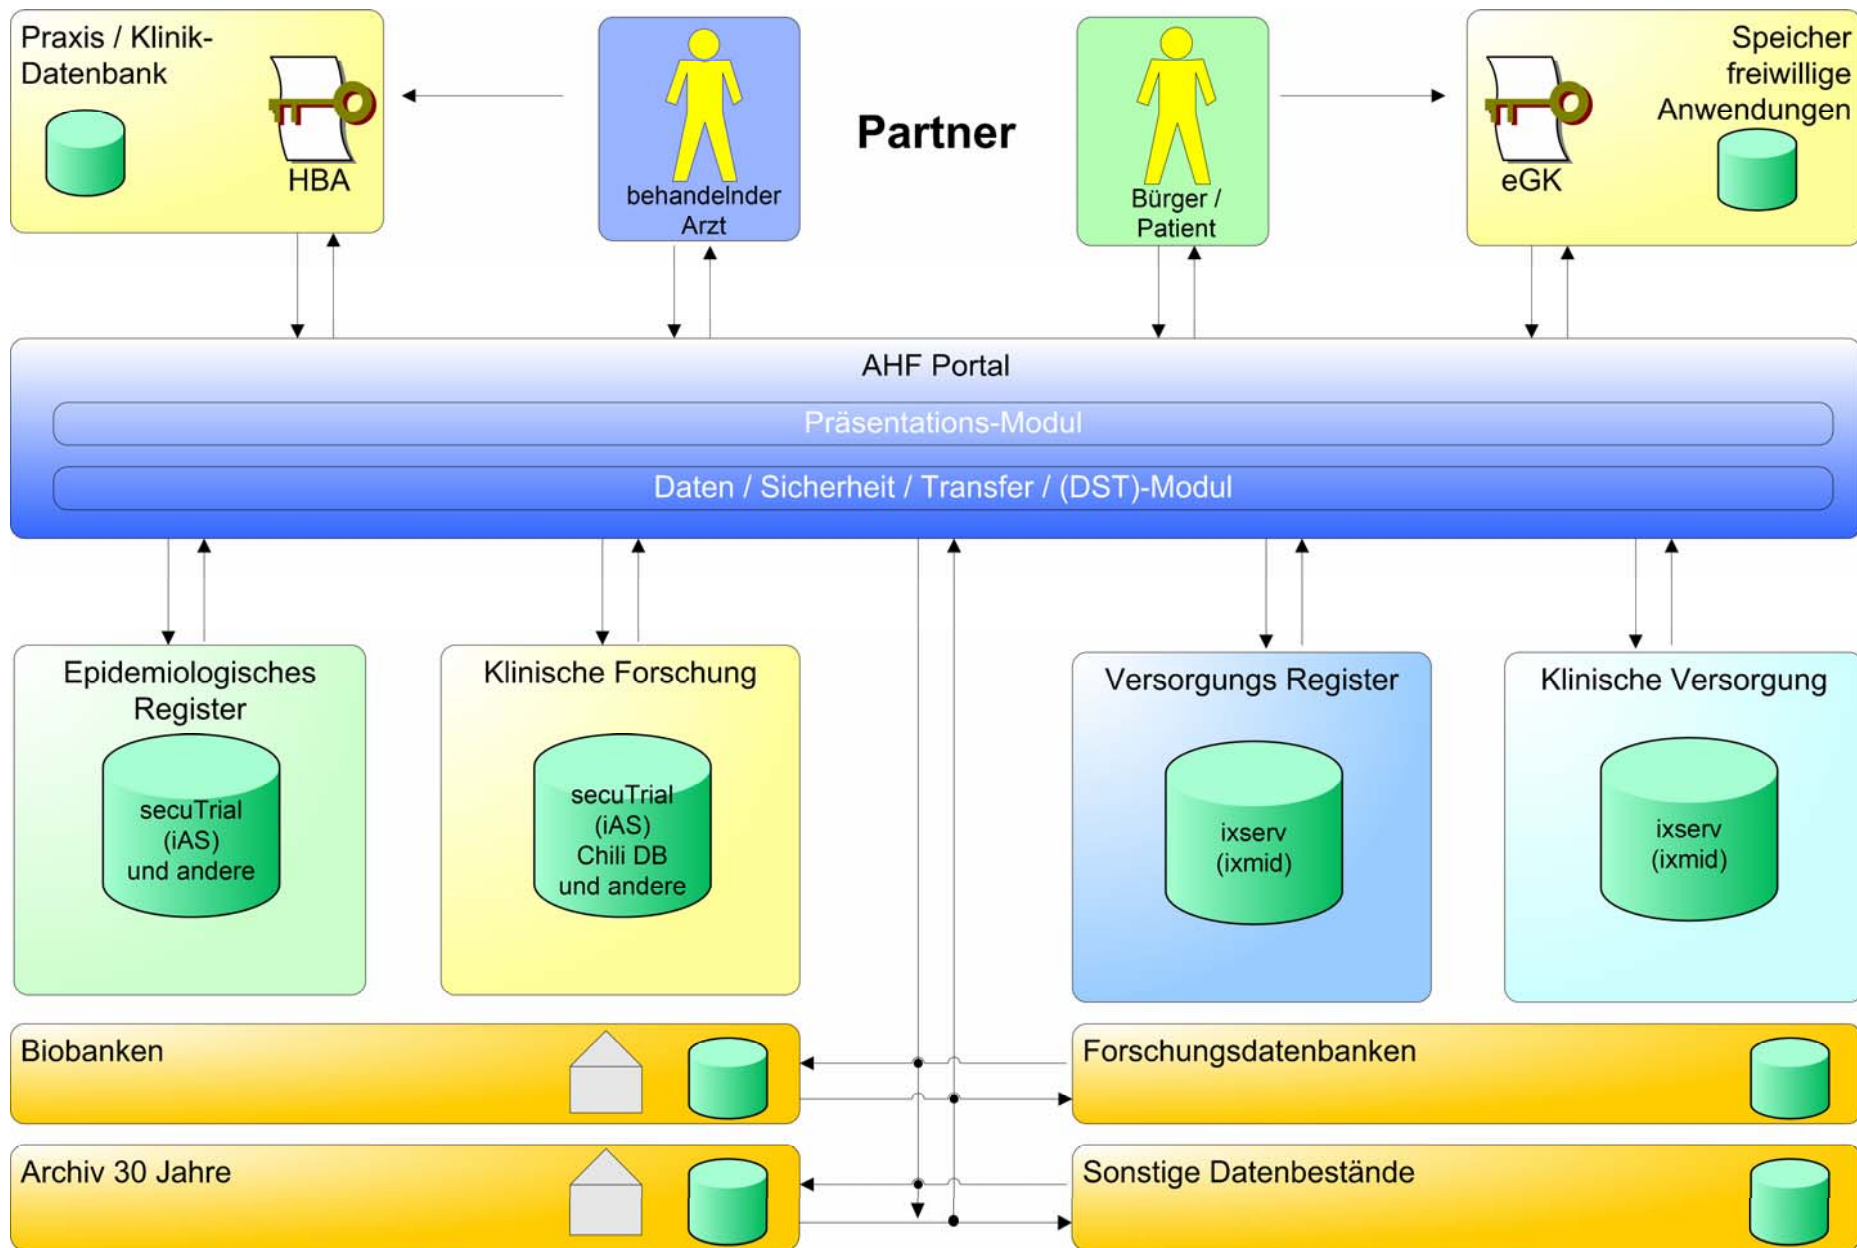 Praxis / Klinik-
Datenbank
HBA
behandelnder
Arzt
Partner
Bürger /
Patient
eGK
Speicher
freiwillige
Anwendungen
AHF Portal
Präsentations-Modul
Daten / Sicherheit / Transfer / (DST)-Modul
Epidemiologisches
Register
secuTrial
(iAS)
und andere
Klinische Forschung
secuTrial
(iAS)
Chili DB
und andere
Versorgungs Register
ixserv
(ixmid)
Klinische Versorgung
ixserv
(ixmid)
Biobanken
Forschungsdatenbanken
Archiv 30 Jahre
Sonstige Datenbestände